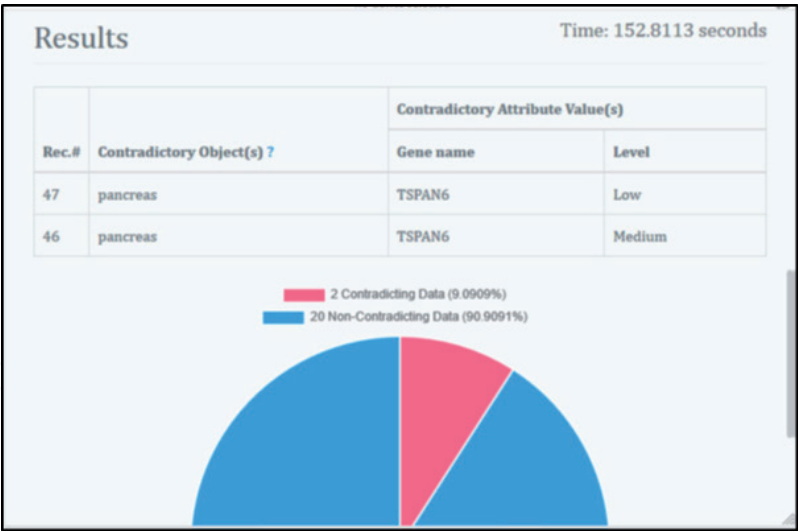 Results
Time: 152.8113 seconds
Contradictory Attribute Value(s)
Rec.# Contradictory Object(s) ? Gene name Level
47 pancreas TSPAN6 Low
46 pancreas TSPAN6 Medium
2 Contradicting Data (9.0909%)
20 Non-Contradicting Data (90.9091%)